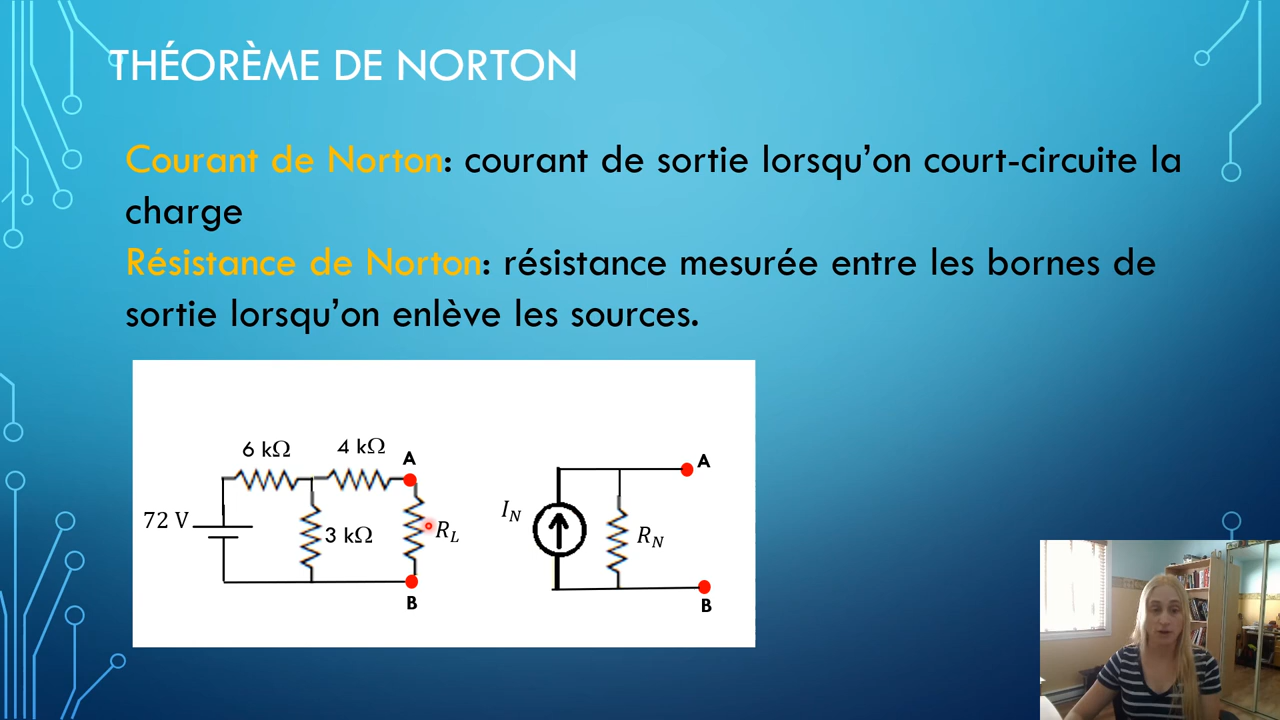 THÉORÈME DE NORTON
Courant de Norton: courant de sortie lorsqu’on court-circuite la
charge
Résistance de Norton: résistance mesurée entre les bornes de
sortie lorsqu’on enlève les sources.
6 kΩ
4 kΩ
A
72 V
3 kΩ
R_L
B
I_N
R_N
A
B